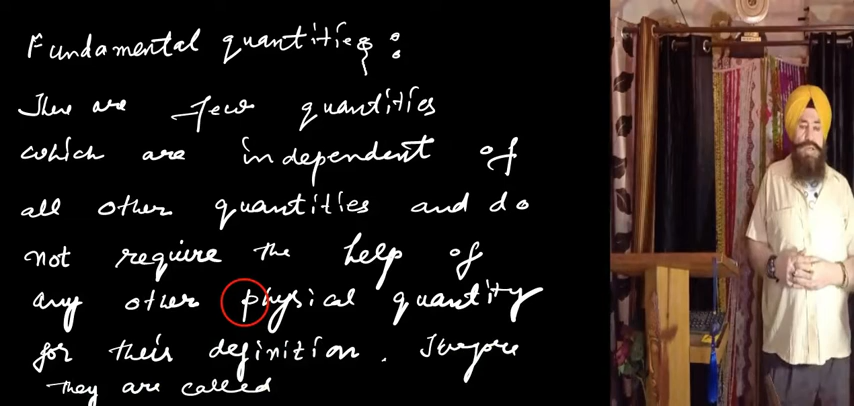 Fundamental quantities :
There are few quantities
which are independent of
all other quantities and do
not require the help of
any other physical quantity
for their definition. Therefore
they are called